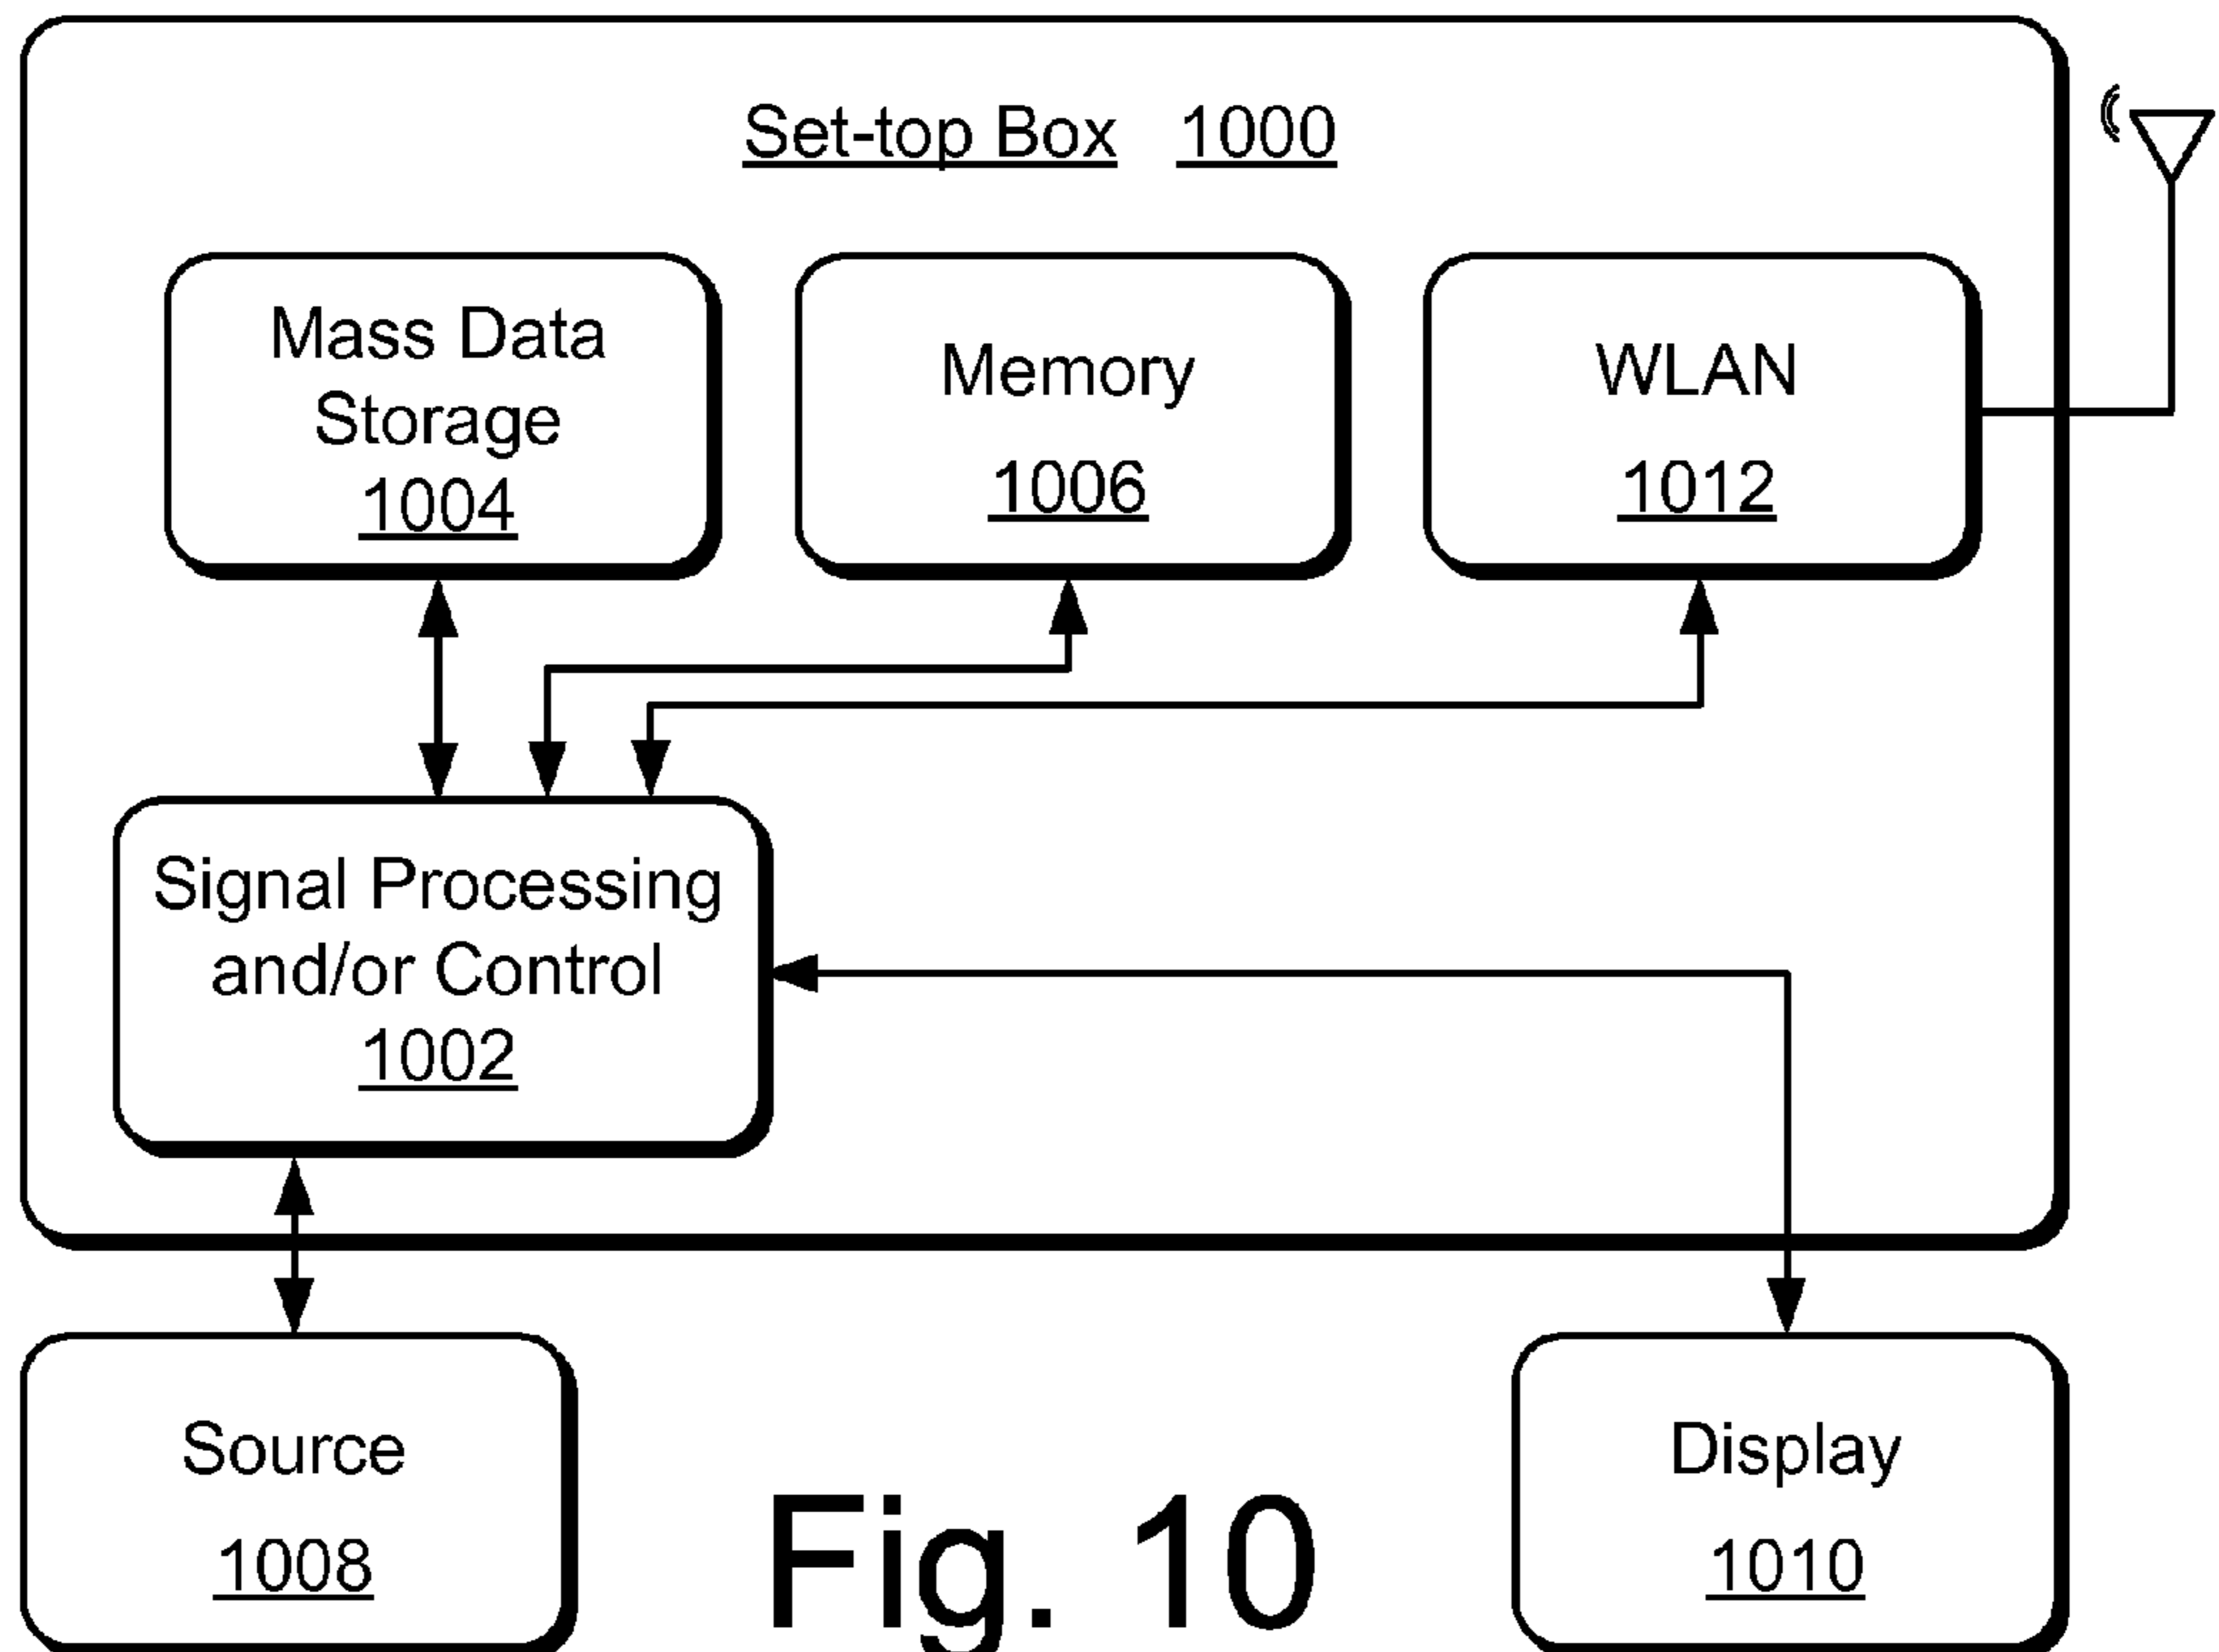 Set-top Box 1000
Mass Data
Storage
1004
Memory
1006
WLAN
1012
Signal Processing
and/or Control
1002
Source
1008
Display
1010
Fig. 10